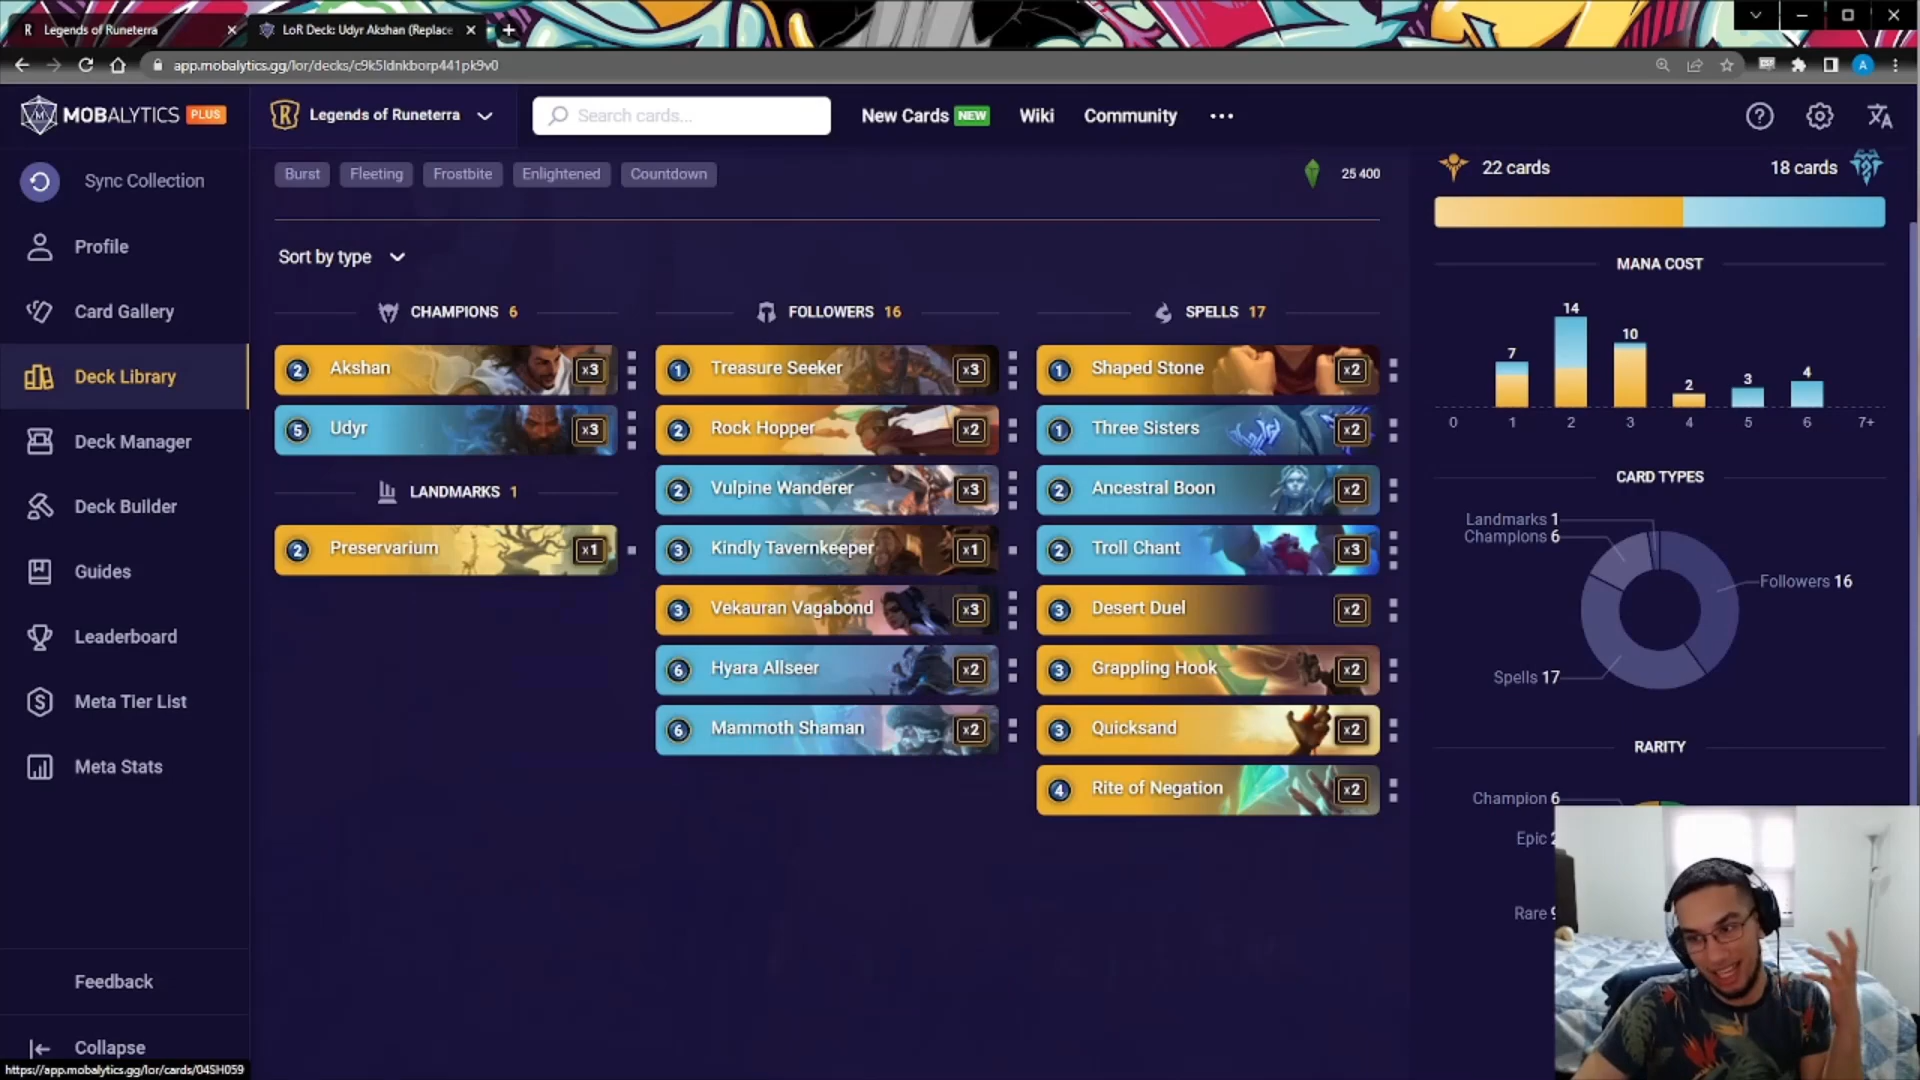 Legends of Runeterra
LoR Deck: Udyr Akshan (Replace
app.mobalytics.gg/lor/decks/c9k5ldnkborp441pk9v0
A
MOBALYTICS PLUS
Legends of Runeterra
Search cards...
New Cards NEW
Wiki
Community
Sync Collection
Profile
Card Gallery
Deck Library
Deck Manager
Deck Builder
Guides
Leaderboard
Meta Tier List
Meta Stats
Feedback
Collapse
https://app.mobalytics.gg/lor/cards/04SH059
Burst
Fleeting
Frostbite
Enlightened
Countdown
25 400
Sort by type
CHAMPIONS 6
2 Akshan x3
5 Udyr x3
LANDMARKS 1
2 Preservarium x1
FOLLOWERS 16
1 Treasure Seeker x3
2 Rock Hopper x2
2 Vulpine Wanderer x3
3 Kindly Tavernkeeper x1
3 Vekauran Vagabond x3
6 Hyara Allseer x2
6 Mammoth Shaman x2
SPELLS 17
1 Shaped Stone x2
1 Three Sisters x2
2 Ancestral Boon x2
2 Troll Chant x3
3 Desert Duel x2
3 Grappling Hook x2
3 Quicksand x2
4 Rite of Negation x2
22 cards
18 cards
MANA COST
7 14 10 2 3 4
0 1 2 3 4 5 6 7+
CARD TYPES
Landmarks 1
Champions 6
Followers 16
Spells 17
RARITY
Champion 6
Epic
Rare